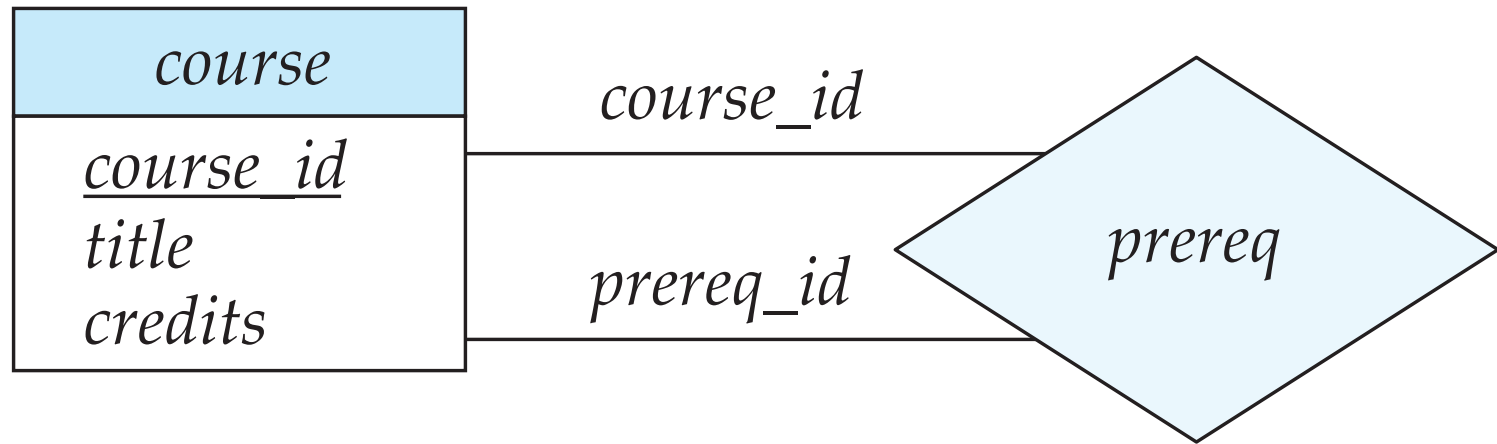 course
course_id
title
credits
course_id
prereq_id
prereq